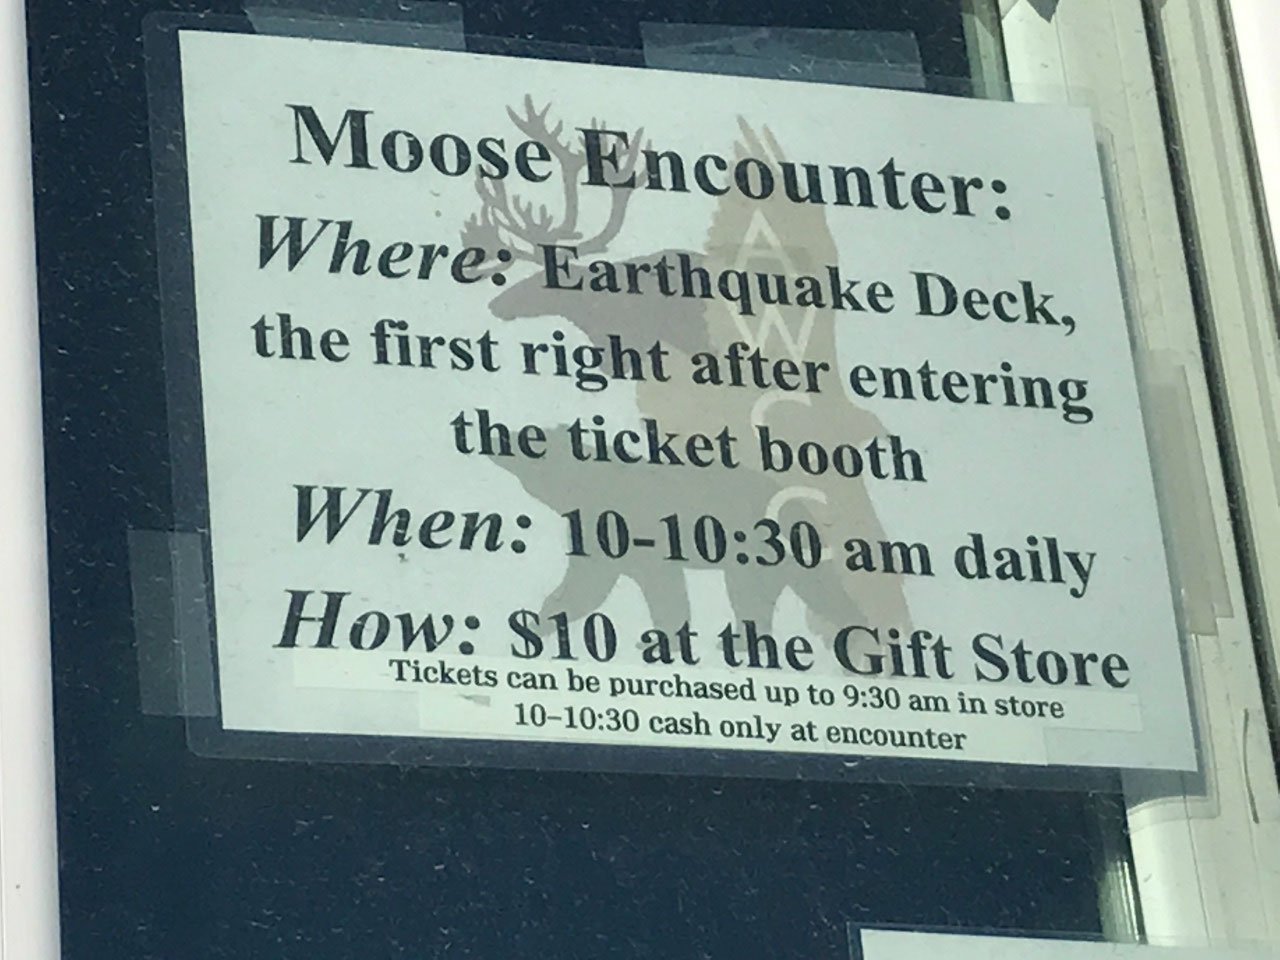 Moose Encounter:
Where: Earthquake Deck,
the first right after entering
the ticket booth
When: 10-10:30 am daily
How: $10 at the Gift Store
Tickets can be purchased up to 9:30 am in store
10–10:30 cash only at encounter
A
W
C
C